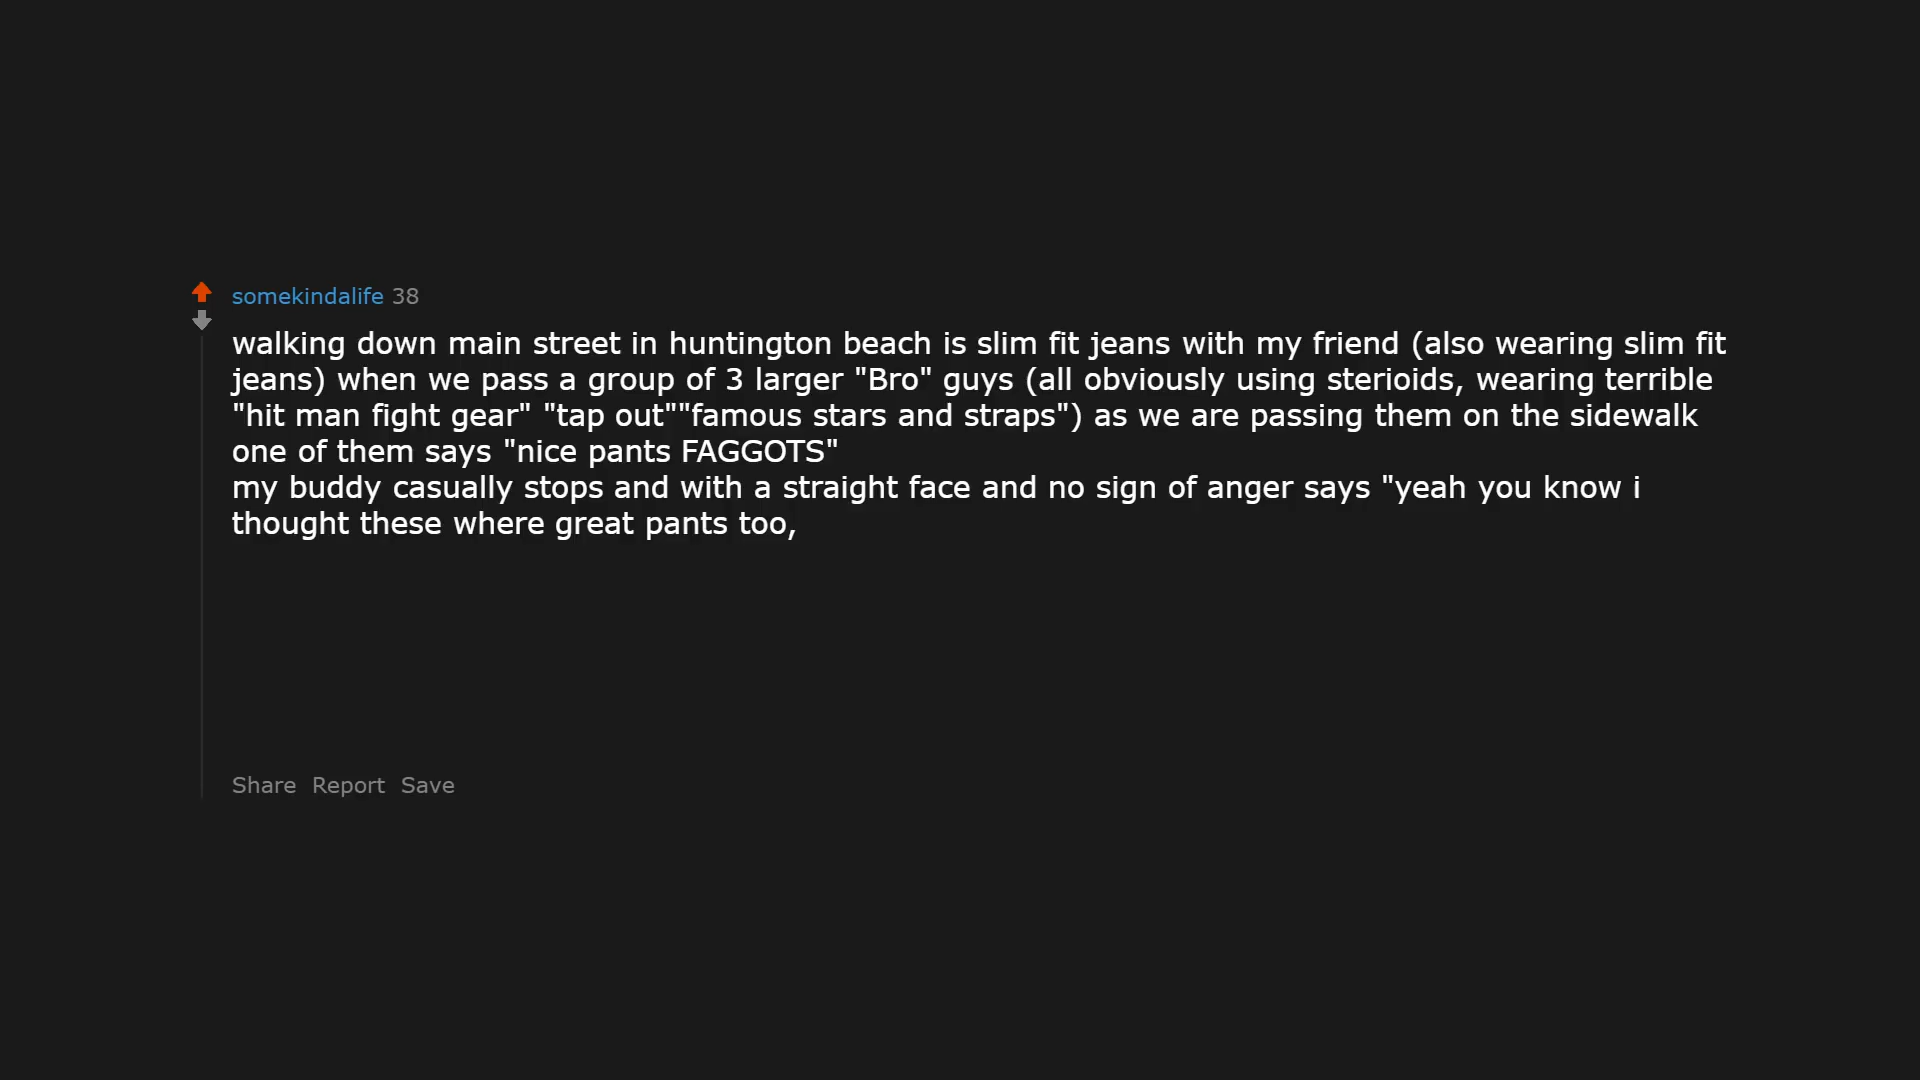 somekindalife 38
walking down main street in huntington beach is slim fit jeans with my friend (also wearing slim fit
jeans) when we pass a group of 3 larger "Bro" guys (all obviously using sterioids, wearing terrible
"hit man fight gear" "tap out""famous stars and straps") as we are passing them on the sidewalk
one of them says "nice pants FAGGOTS"
my buddy casually stops and with a straight face and no sign of anger says "yeah you know i
thought these where great pants too,
Share Report Save